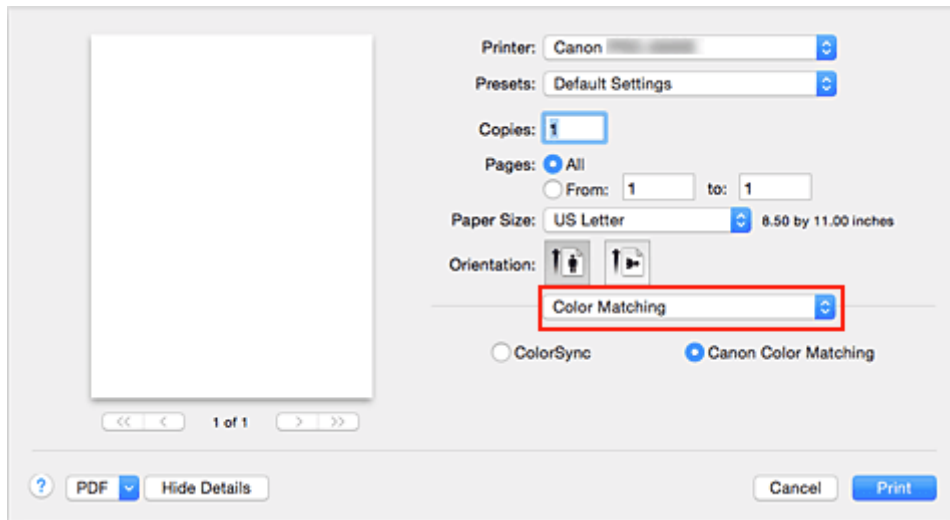 Printer: Canon
Presets: Default Settings
Copies: 1
Pages: All
From: 1 to: 1
Paper Size: US Letter 8.50 by 11.00 inches
Orientation:
Color Matching
ColorSync Canon Color Matching
<< < 1 of 1 > >>
? PDF Hide Details Cancel Print